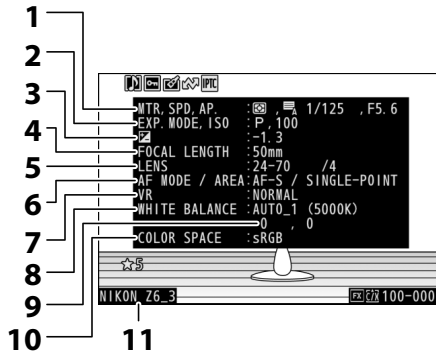 1
2
3
4
5
6
7
8
9
10
11
IPTC
MTR, SPD, AP. : , A 1/125 , F5. 6
EXP. MODE, ISO : P, 100
: -1. 3
FOCAL LENGTH : 50mm
LENS : 24-70 /4
AF MODE / AREA : AF-S / SINGLE-POINT
VR : NORMAL
WHITE BALANCE : AUTO_1 (5000K)
: 0 , 0
COLOR SPACE : sRGB
☆5
NIKON Z6_3
FX 100-000